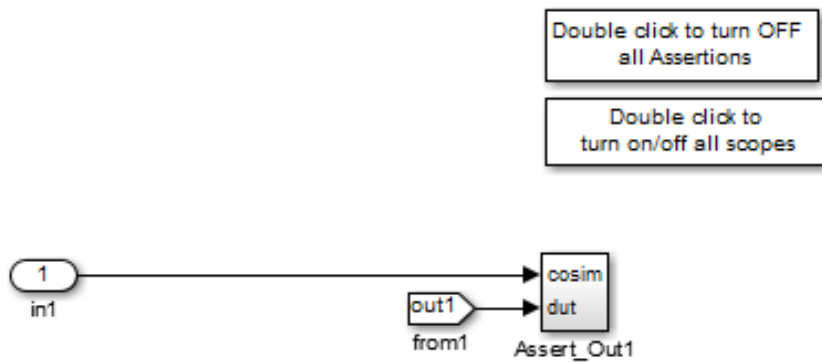 Double click to turn OFF
all Assertions
Double click to
turn on/off all scopes
1
in1
out1
from1
cosim
dut
Assert_Out1